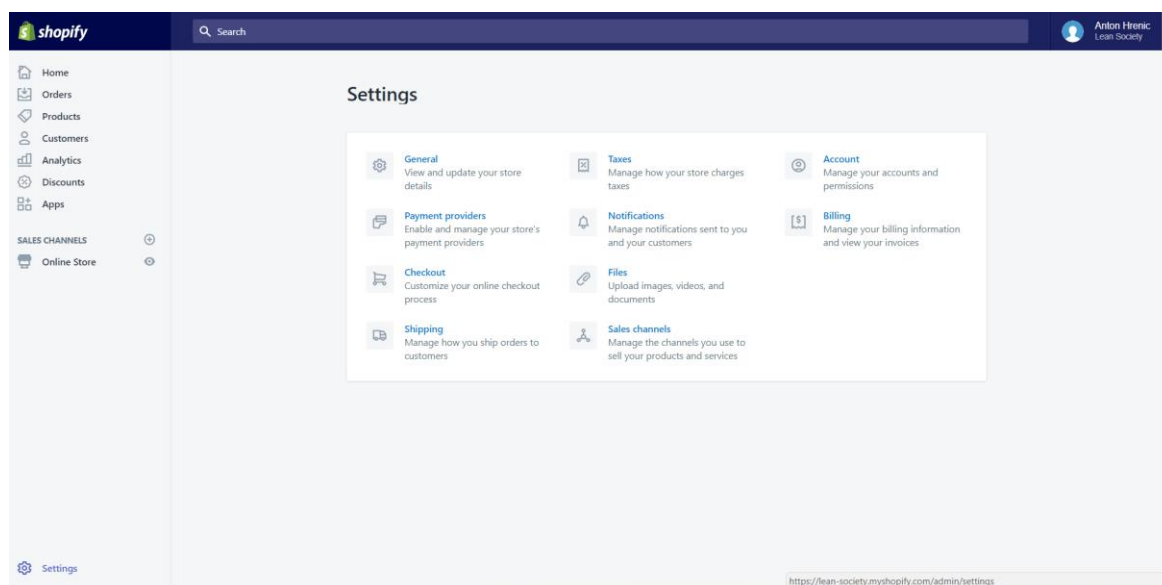 shopify
Search
Anton Hrenic
Lean Society
Home
Orders
Products
Customers
Analytics
Discounts
Apps
SALES CHANNELS
Online Store
Settings
Settings
General
View and update your store
details
Payment providers
Enable and manage your store's
payment providers
Checkout
Customize your online checkout
process
Shipping
Manage how you ship orders to
customers
Taxes
Manage how your store charges
taxes
Notifications
Manage notifications sent to you
and your customers
Files
Upload images, videos, and
documents
Sales channels
Manage the channels you use to
sell your products and services
Account
Manage your accounts and
permissions
Billing
Manage your billing information
and view your invoices
https://lean-society.myshopify.com/admin/settings